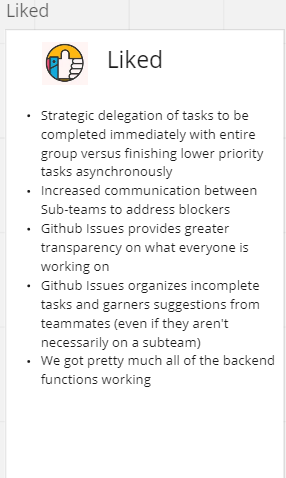 Liked
Liked
• Strategic delegation of tasks to be
completed immediately with entire
group versus finishing lower priority
tasks asynchronously
• Increased communication between
Sub-teams to address blockers
• Github Issues provides greater
transparency on what everyone is
working on
• Github Issues organizes incomplete
tasks and garners suggestions from
teammates (even if they aren't
necessarily on a subteam)
• We got pretty much all of the backend
functions working